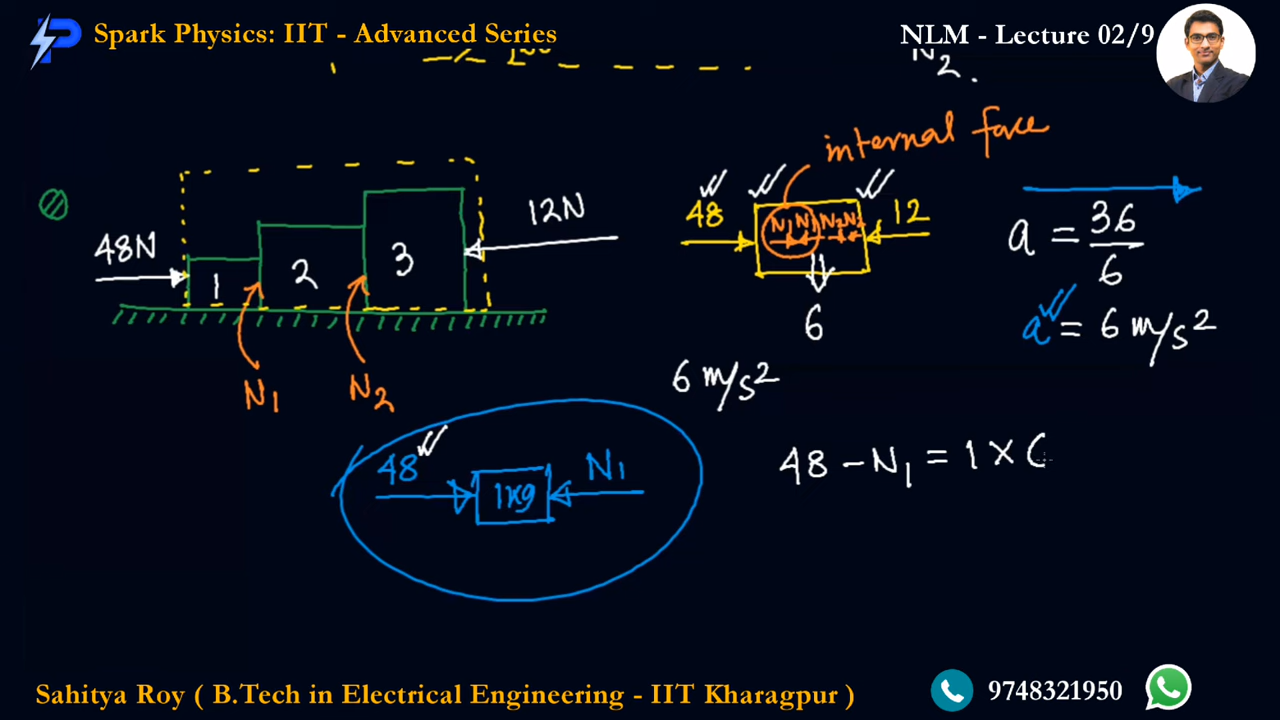 Spark Physics: IIT - Advanced Series
NLM - Lecture 02/9
N2.
internal force
48N
12N
1
2
3
N1
N2
48
N1 N1 N2 N2
12
6
a = 36/6
a = 6 m/s²
6 m/s²
48
1kg
N1
48 - N1 = 1 × 6
Sahitya Roy ( B.Tech in Electrical Engineering - IIT Kharagpur )
9748321950